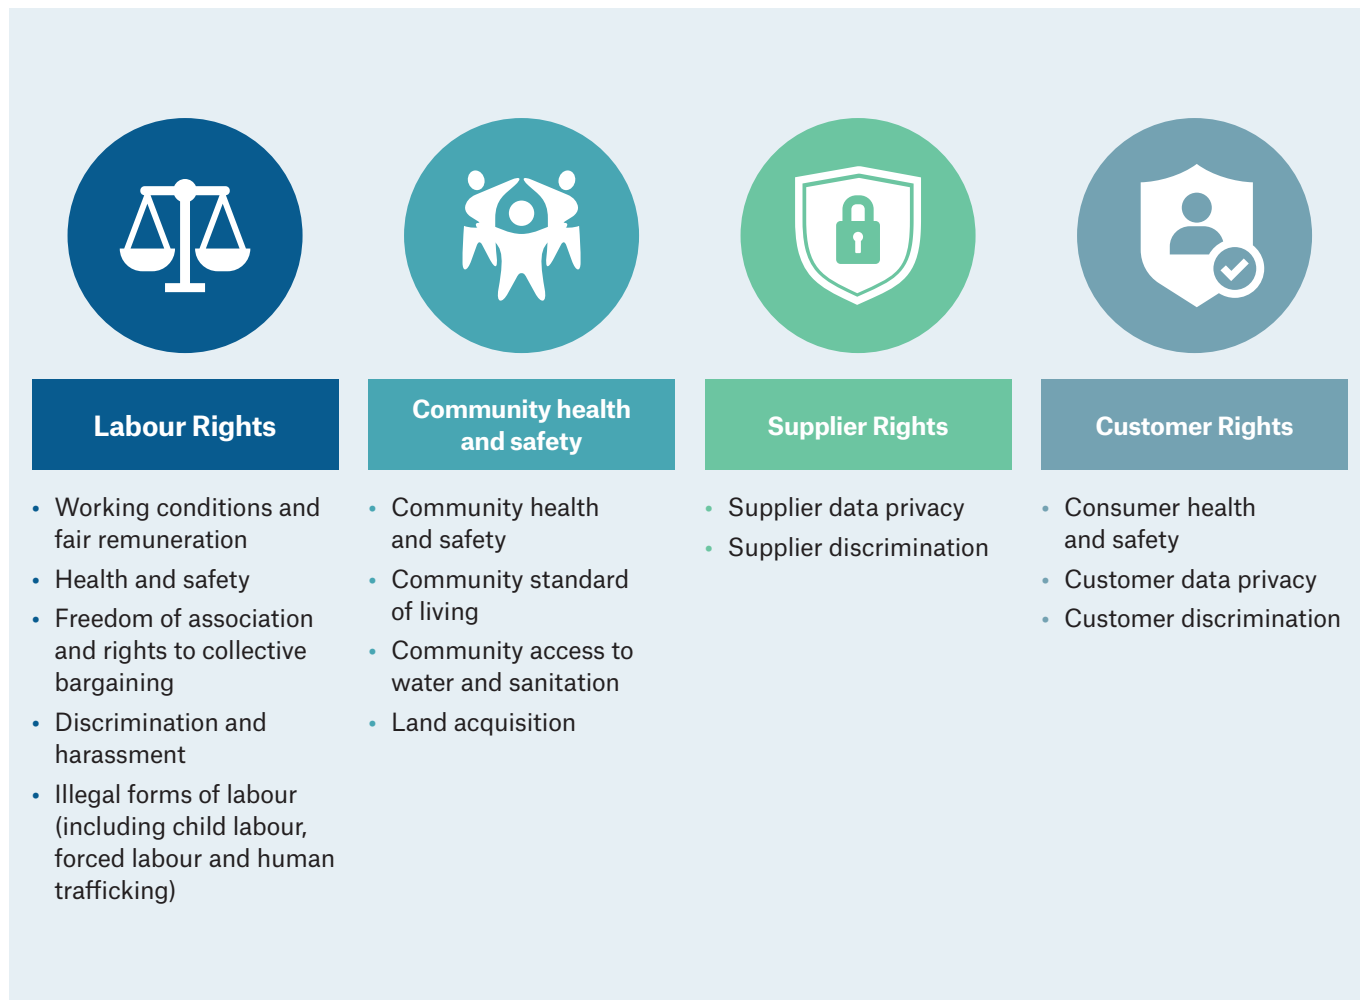 Labour Rights
• Working conditions and
fair remuneration
• Health and safety
• Freedom of association
and rights to collective
bargaining
• Discrimination and
harassment
• Illegal forms of labour
(including child labour,
forced labour and human
trafficking)
Community health
and safety
• Community health
and safety
• Community standard
of living
• Community access to
water and sanitation
• Land acquisition
Supplier Rights
• Supplier data privacy
• Supplier discrimination
Customer Rights
• Consumer health
and safety
• Customer data privacy
• Customer discrimination